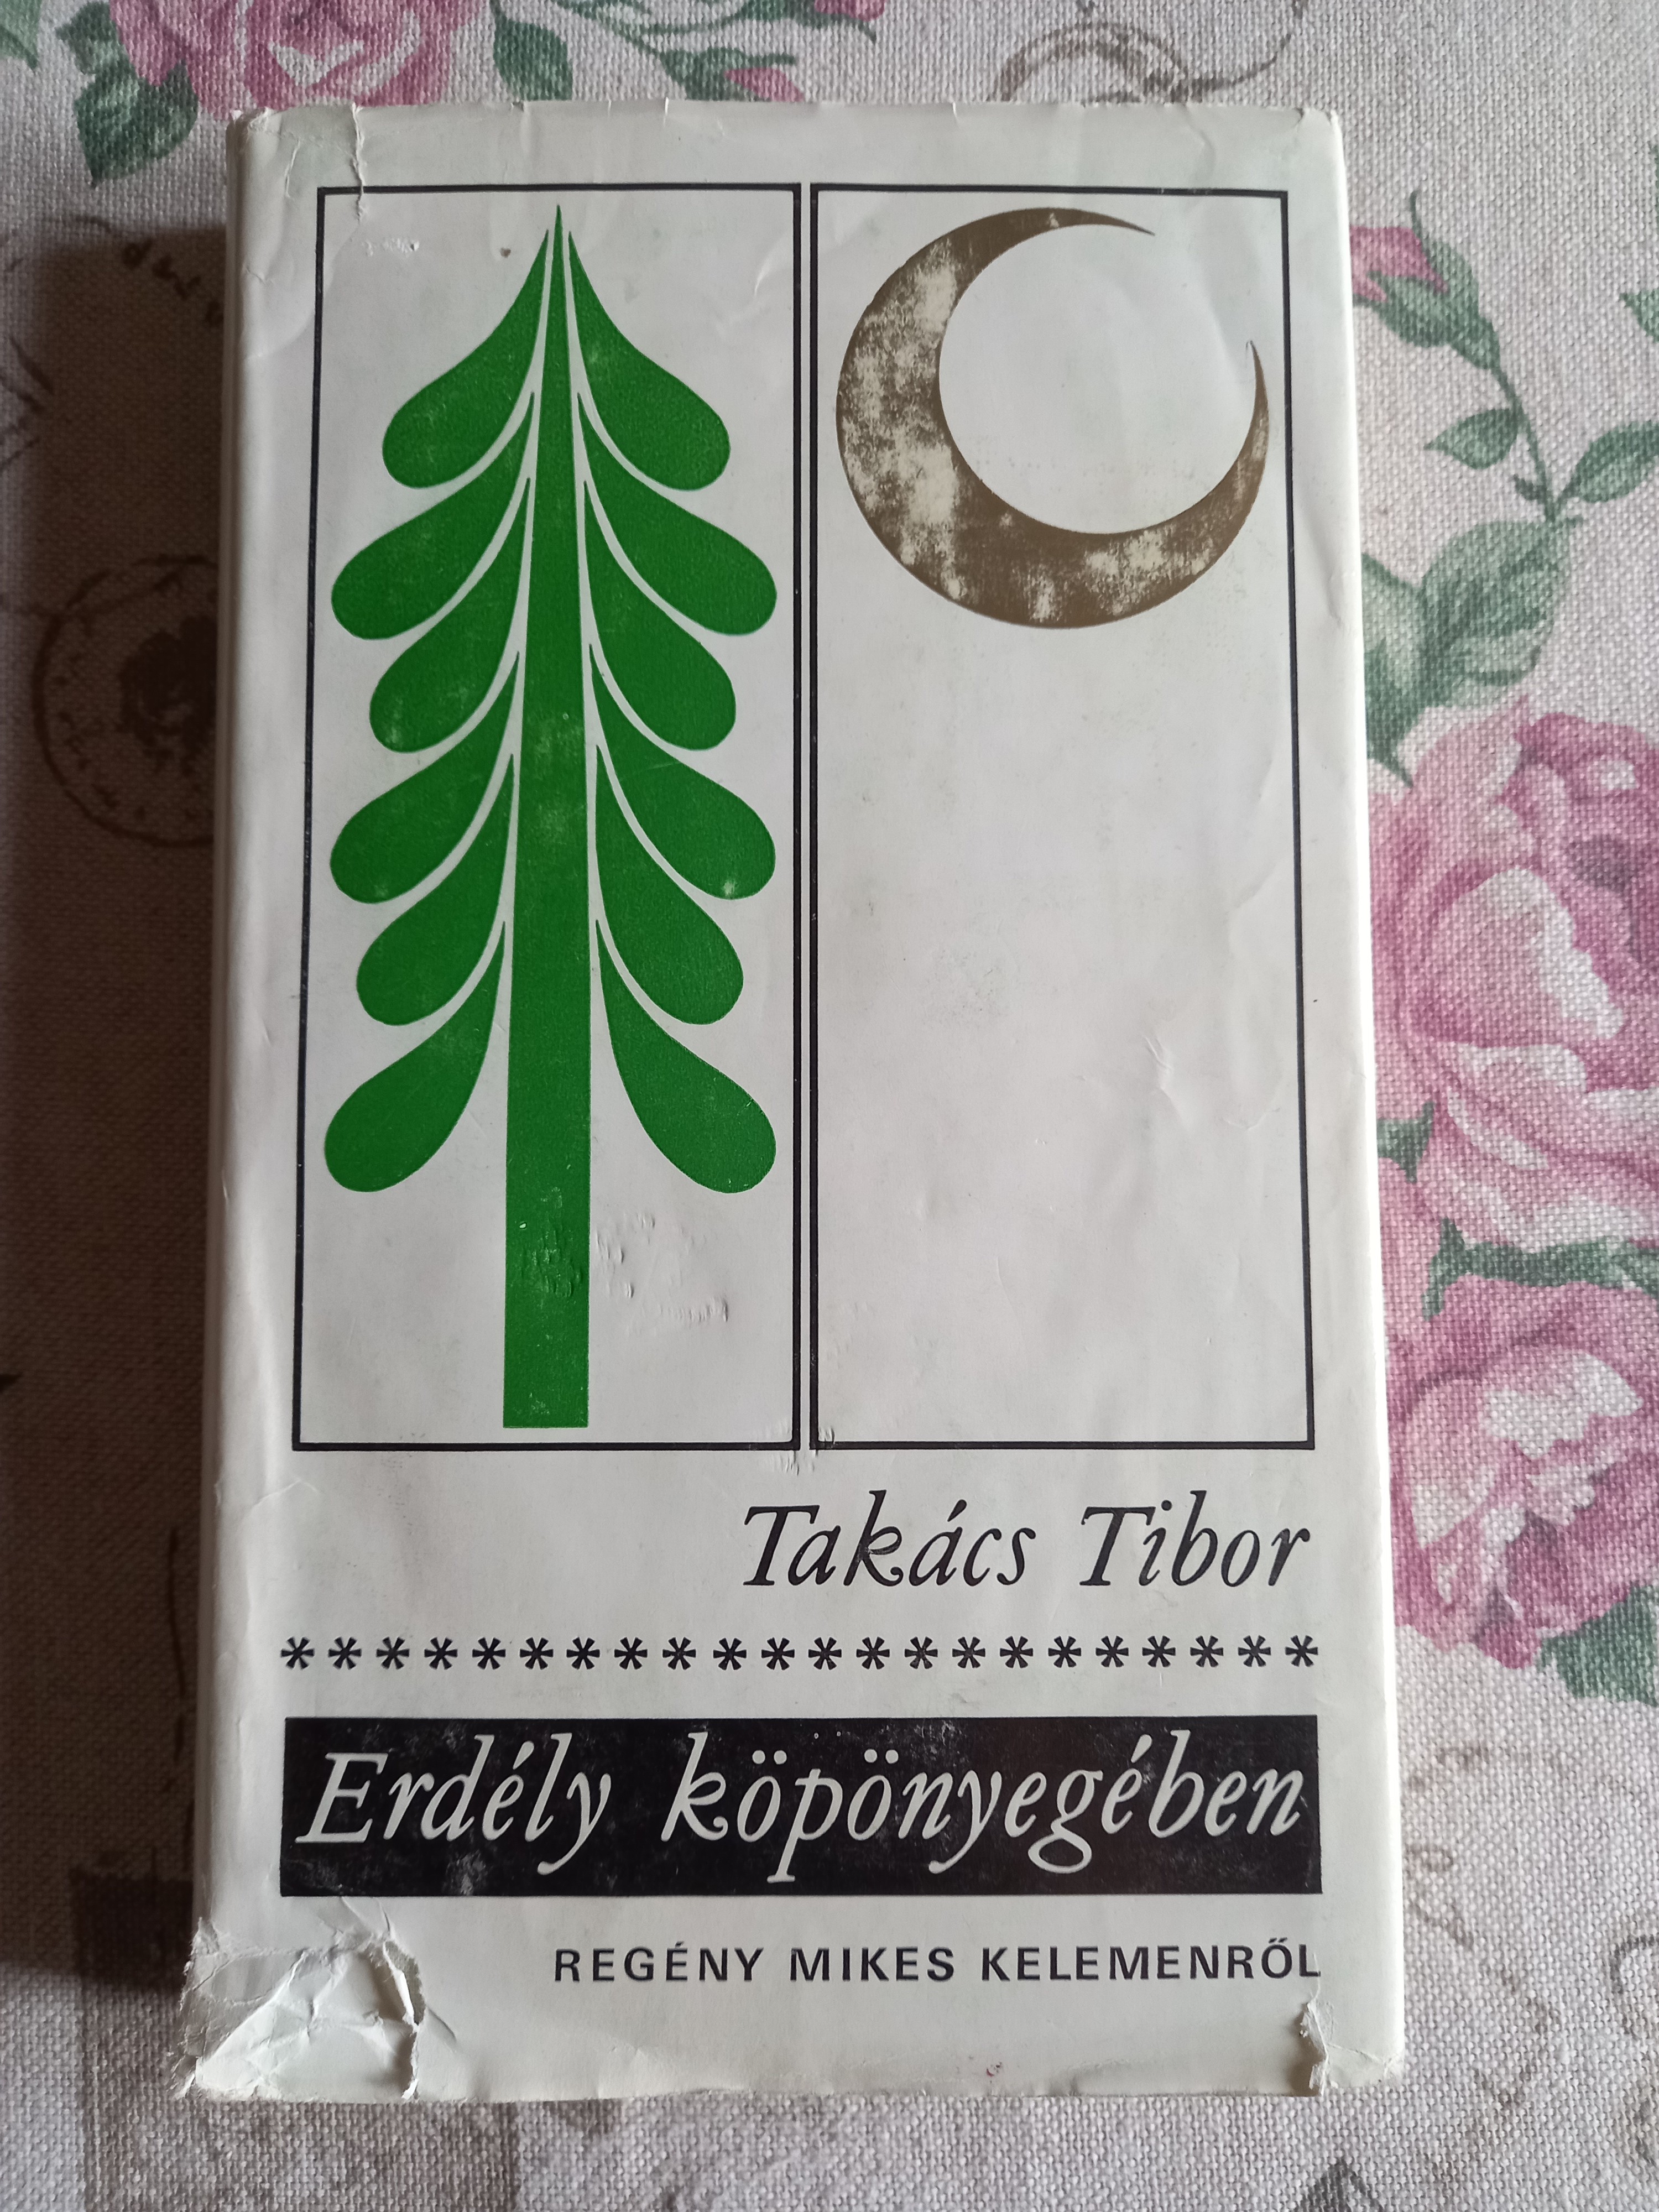 Takács Tibor
**********************
Erdély köpönyegében
REGÉNY MIKES KELEMENRŐL